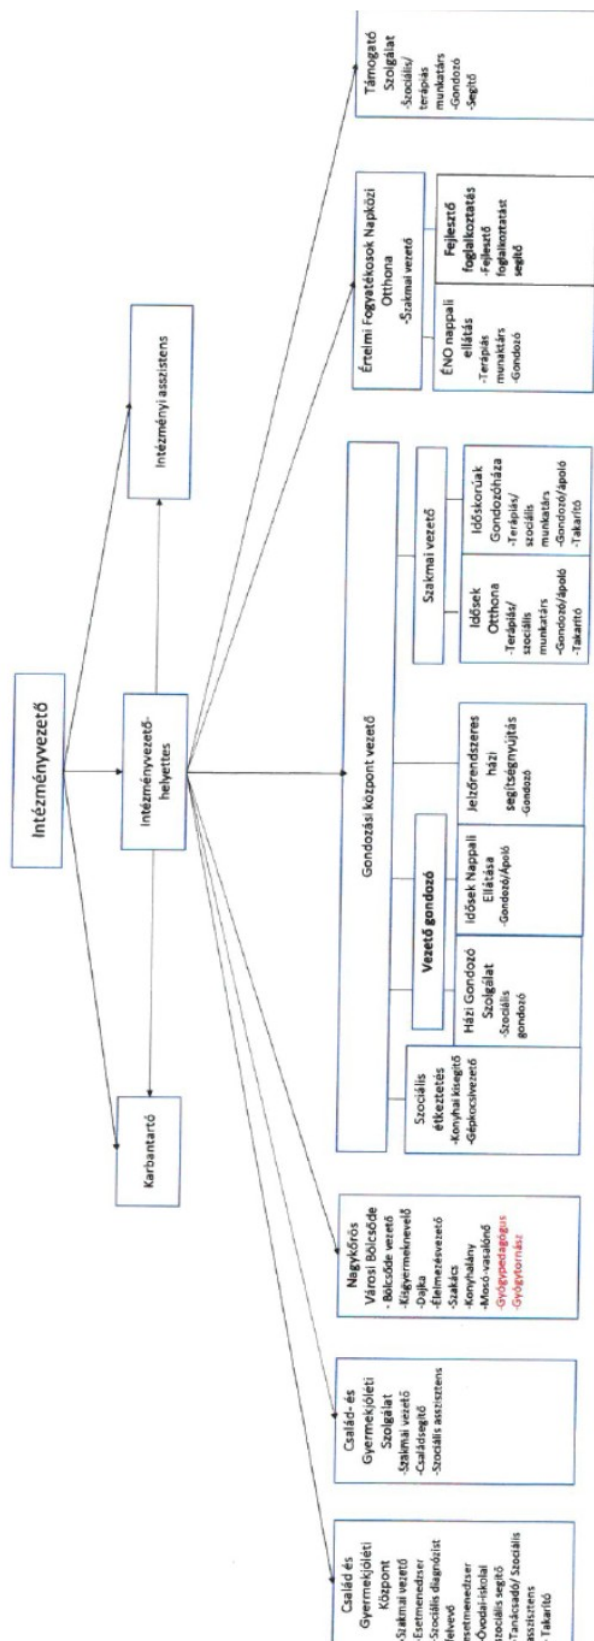 Intézményvezető
Karbantartó
Intézményvezető-
helyettes
Intézményi asszisztens
Család és
Gyermekjóléti
Központ
-Szakmai vezető
-Esetmenedzser
-Szociális diagnózist
felvevő
esetmenedzser
-Óvodai-iskolai
szociális segítő
-Tanácsadó/ Szociális
asszisztens
- Takarító
Család- és
Gyermekjóléti
Szolgálat
-Szakmai vezető
-Családsegítő
-Szociális asszisztens
Nagykőrös
Városi Bölcsőde
- Bölcsőde vezető
-Kisgyermeknevelő
-Dajka
-Élelmezésvezető
-Szakács
-Konyhalány
-Mosó-vasalónő
-Gyógypedagógus
-Gyógytornász
Gondozási központ vezető
Szociális
étkeztetés
-Konyhai kisegítő
-Gépkocsivezető
Vezető gondozó
Házi Gondozó
Szolgálat
-Szociális
gondozó
Idősek Nappali
Ellátása
-Gondozó/Ápoló
Jelzőrendszeres
házi
segítségnyújtás
-Gondozó
Szakmai vezető
Idősek
Otthona
-Terápiás/
szociális
munkatárs
-Gondozó/ápoló
-Takarító
Időskorúak
Gondozóháza
-Terápiás/
szociális
munkatárs
-Gondozó/ápoló
-Takarító
Értelmi Fogyatékosok Napközi
Otthona
-Szakmai vezető
ÉNO nappali
ellátás
-Terápiás
munaktárs
-Gondozó
Fejlesztő
foglalkoztatás
-Fejlesztő
foglalkoztatást
segítő
Támogató
Szolgálat
-Szociális/
terápiás
munkatárs
-Gondozó
-Segítő